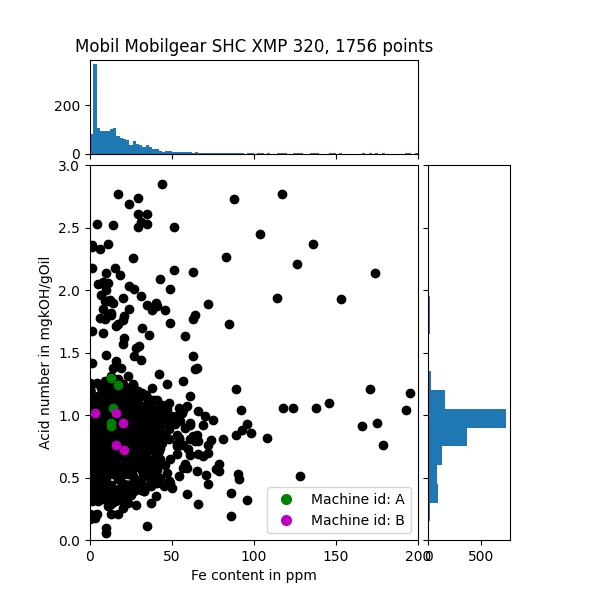 Mobil Mobilgear SHC XMP 320, 1756 points
200
0
3.0
2.5
2.0
1.5
1.0
0.5
0.0
Acid number in mgkOH/gOil
Machine id: A
Machine id: B
0 50 100 150 200 0 500
Fe content in ppm